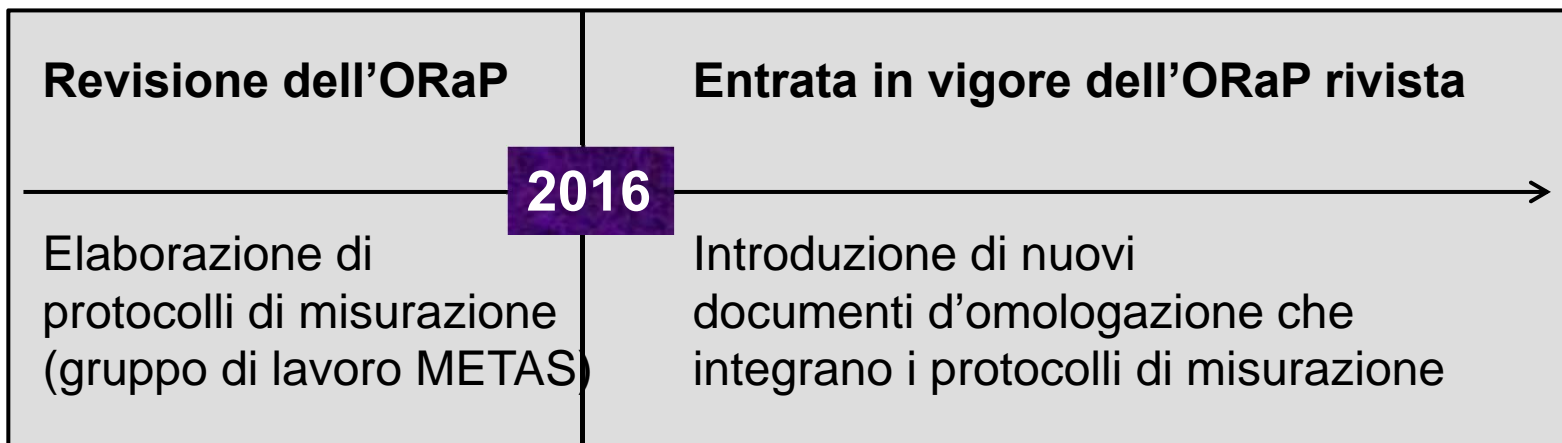 Revisione dell’ORaP
Entrata in vigore dell’ORaP rivista
2016
Elaborazione di
protocolli di misurazione
(gruppo di lavoro METAS)
Introduzione di nuovi
documenti d’omologazione che
integrano i protocolli di misurazione